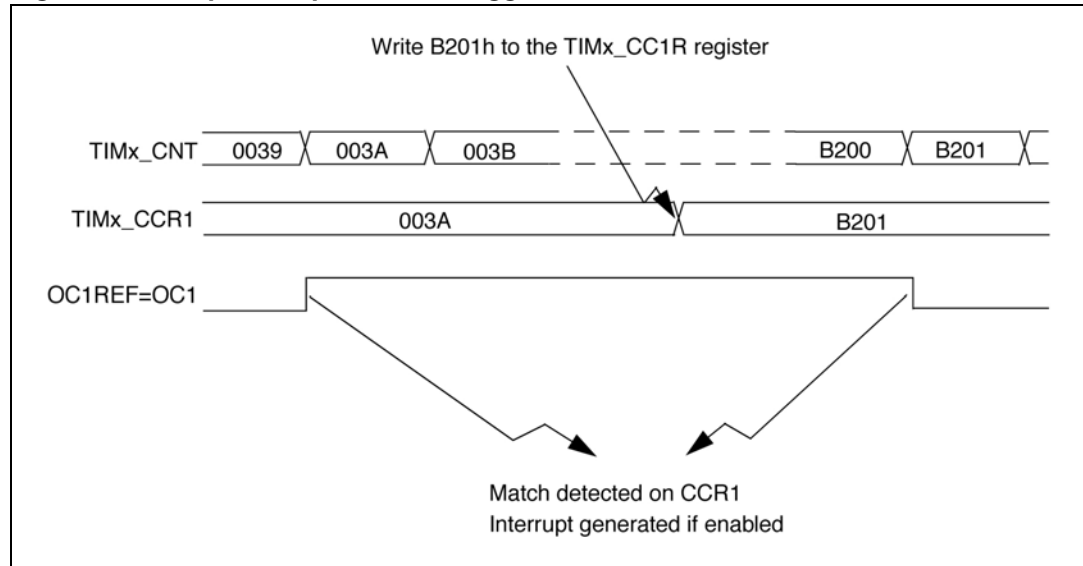 Write B201h to the TIMx_CC1R register
TIMx_CNT 0039 003A 003B B200 B201
TIMx_CCR1 003A B201
OC1REF=OC1
Match detected on CCR1
Interrupt generated if enabled